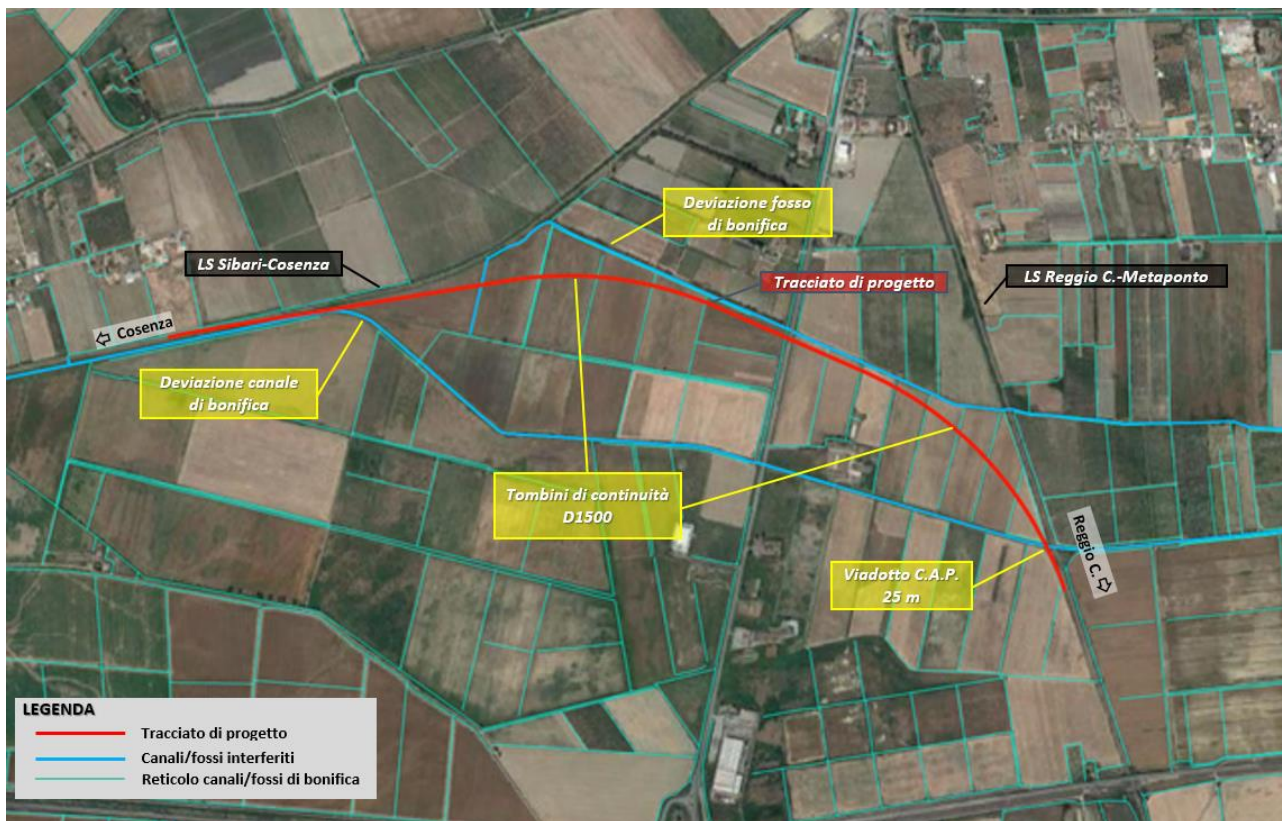 Deviazione fosso
di bonifica
LS Sibari-Cosenza
Tracciato di progetto
LS Reggio C.-Metaponto
Cosenza
Deviazione canale
di bonifica
Tombini di continuità
D1500
Reggio C.
Viadotto C.A.P.
25 m
LEGENDA
Tracciato di progetto
Canali/fossi interferiti
Reticolo canali/fossi di bonifica